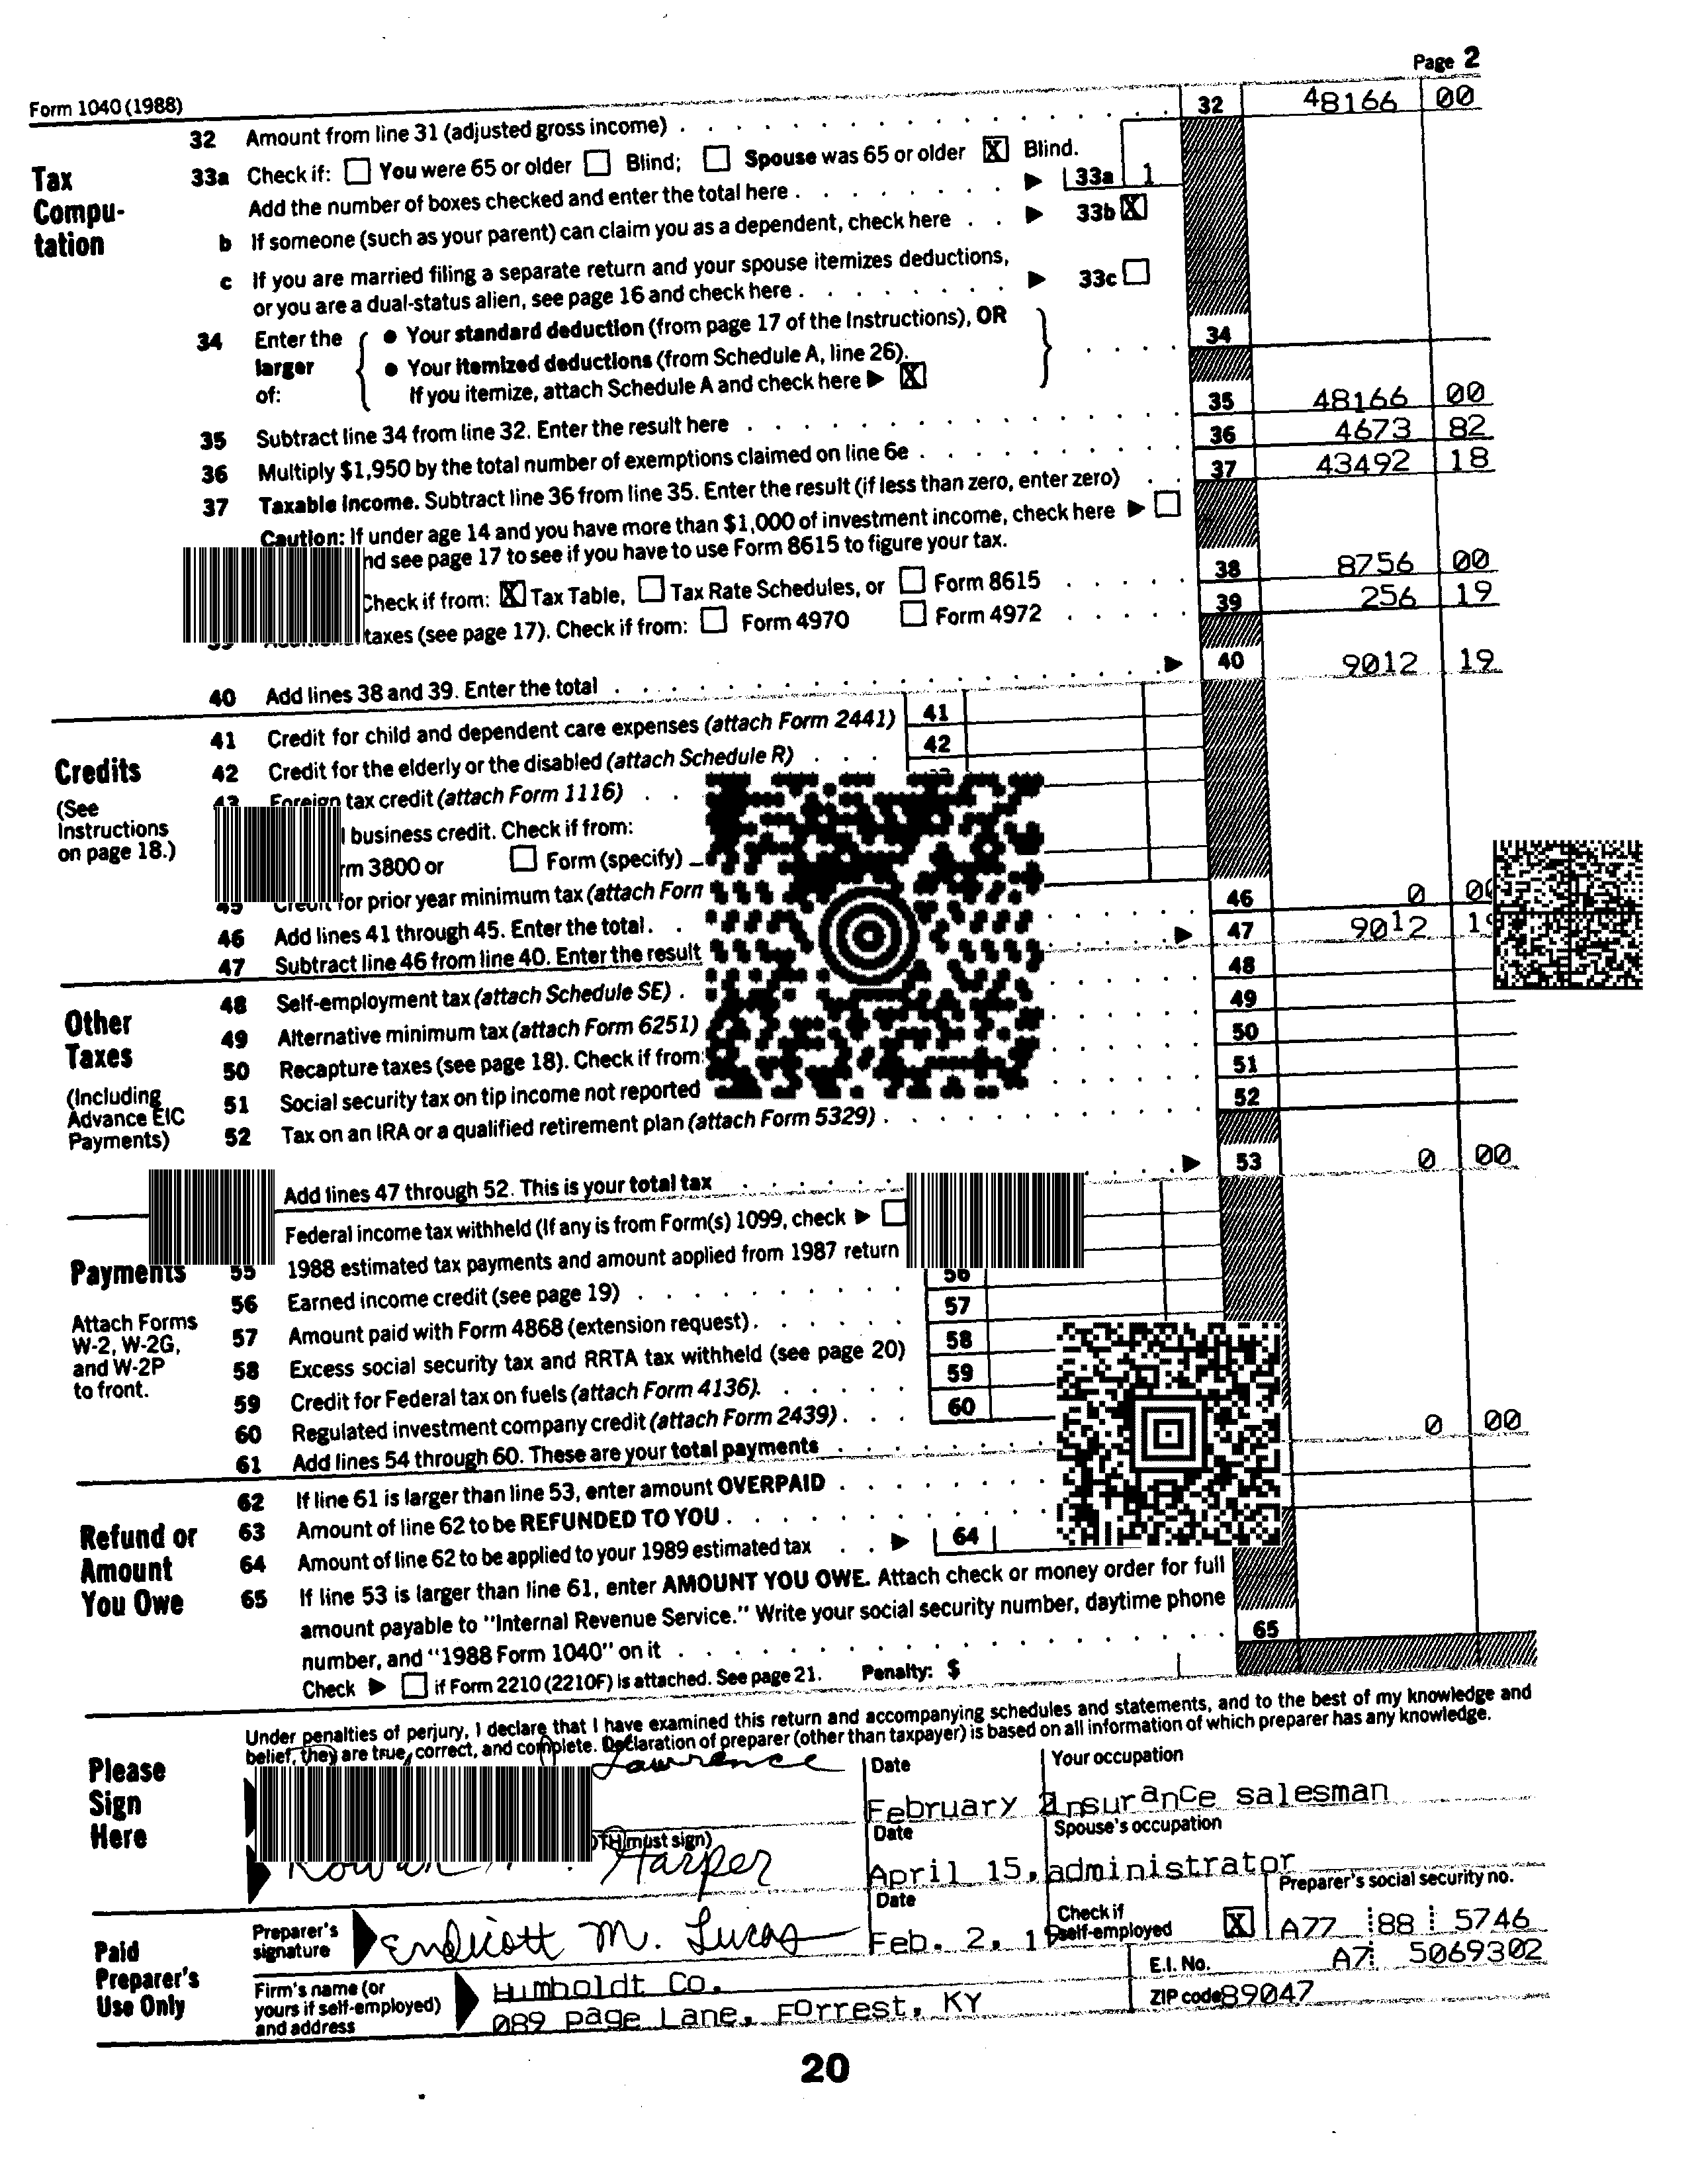 Page 2
Form 1040 (1988)
32 Amount from line 31 (adjusted gross income) 32 48166 00
Tax Compu- tation
33a Check if: You were 65 or older Blind; Spouse was 65 or older X Blind.
Add the number of boxes checked and enter the total here 33a 1
b If someone (such as your parent) can claim you as a dependent, check here 33b X
c If you are married filing a separate return and your spouse itemizes deductions,
or you are a dual-status alien, see page 16 and check here 33c
34 Enter the larger of:
• Your standard deduction (from page 17 of the Instructions), OR 34
• Your itemized deductions (from Schedule A, line 26).
If you itemize, attach Schedule A and check here X
35 Subtract line 34 from line 32. Enter the result here 35 48166 00
36 Multiply $1,950 by the total number of exemptions claimed on line 6e 36 4673 82
37 Taxable income. Subtract line 36 from line 35. Enter the result (if less than zero, enter zero) 37 43492 18
Caution: If under age 14 and you have more than $1,000 of investment income, check here
see page 17 to see if you have to use Form 8615 to figure your tax.
Check if from: X Tax Table, Tax Rate Schedules, or Form 8615 38 8756 00
taxes (see page 17). Check if from: Form 4970 Form 4972 39 256 19
40 Add lines 38 and 39. Enter the total 40 9012 19
Credits
(See Instructions on page 18.)
41 Credit for child and dependent care expenses (attach Form 2441) 41
42 Credit for the elderly or the disabled (attach Schedule R) 42
Foreign tax credit (attach Form 1116)
business credit. Check if from:
3800 or Form (specify)
for prior year minimum tax (attach
46 Add lines 41 through 45. Enter the total 46 0
47 Subtract line 46 from line 40. Enter the result 47 9012
Other Taxes
(Including Advance EIC Payments)
48 Self-employment tax (attach Schedule SE) 48
49 Alternative minimum tax (attach Form 6251) 49
50 Recapture taxes (see page 18). Check if from: 50
51 Social security tax on tip income not reported 51
52 Tax on an IRA or a qualified retirement plan (attach Form 5329) 52
Add lines 47 through 52. This is your total tax 53 0 00
Payments
Attach Forms W-2, W-2G, and W-2P to front.
Federal income tax withheld (If any is from Form(s) 1099, check
55 1988 estimated tax payments and amount applied from 1987 return
56 Earned income credit (see page 19) 56
57 Amount paid with Form 4868 (extension request) 57
58 Excess social security tax and RRTA tax withheld (see page 20) 58
59 Credit for Federal tax on fuels (attach Form 4136) 59
60 Regulated investment company credit (attach Form 2439) 60
61 Add lines 54 through 60. These are your total payments 0 00
Refund or Amount You Owe
62 If line 61 is larger than line 53, enter amount OVERPAID
63 Amount of line 62 to be REFUNDED TO YOU
64 Amount of line 62 to be applied to your 1989 estimated tax 64
65 If line 53 is larger than line 61, enter AMOUNT YOU OWE. Attach check or money order for full
amount payable to "Internal Revenue Service." Write your social security number, daytime phone
number, and "1988 Form 1040" on it 65
Check if Form 2210 (2210F) is attached. See page 21. Penalty: $
Under penalties of perjury, I declare that I have examined this return and accompanying schedules and statements, and to the best of my knowledge and
belief, they are true, correct, and complete. Declaration of preparer (other than taxpayer) is based on all information of which preparer has any knowledge.
Please Sign Here
Lawrence Date Your occupation
February Insurance salesman
must sign) Date Spouse's occupation
Harper April 15, administrator
Paid Preparer's Use Only
Preparer's signature Endicott M. Lucas Date Feb. 2, Check if self-employed X Preparer's social security no. A77 88 5746
Firm's name (or yours if self-employed) and address
Humboldt Co. E.I. No. A7 5069302
089 Page Lane, Forrest, KY ZIP code 89047
20